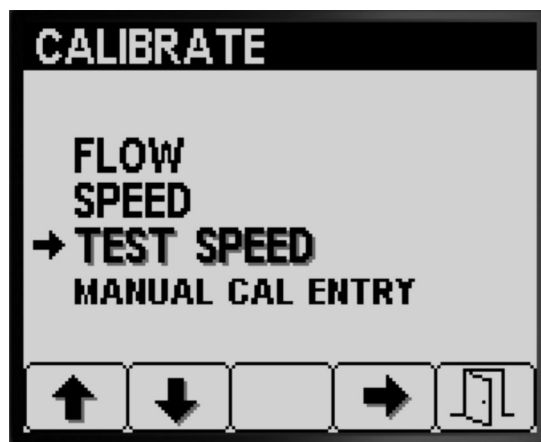 CALIBRATE
FLOW
SPEED
TEST SPEED
MANUAL CAL ENTRY